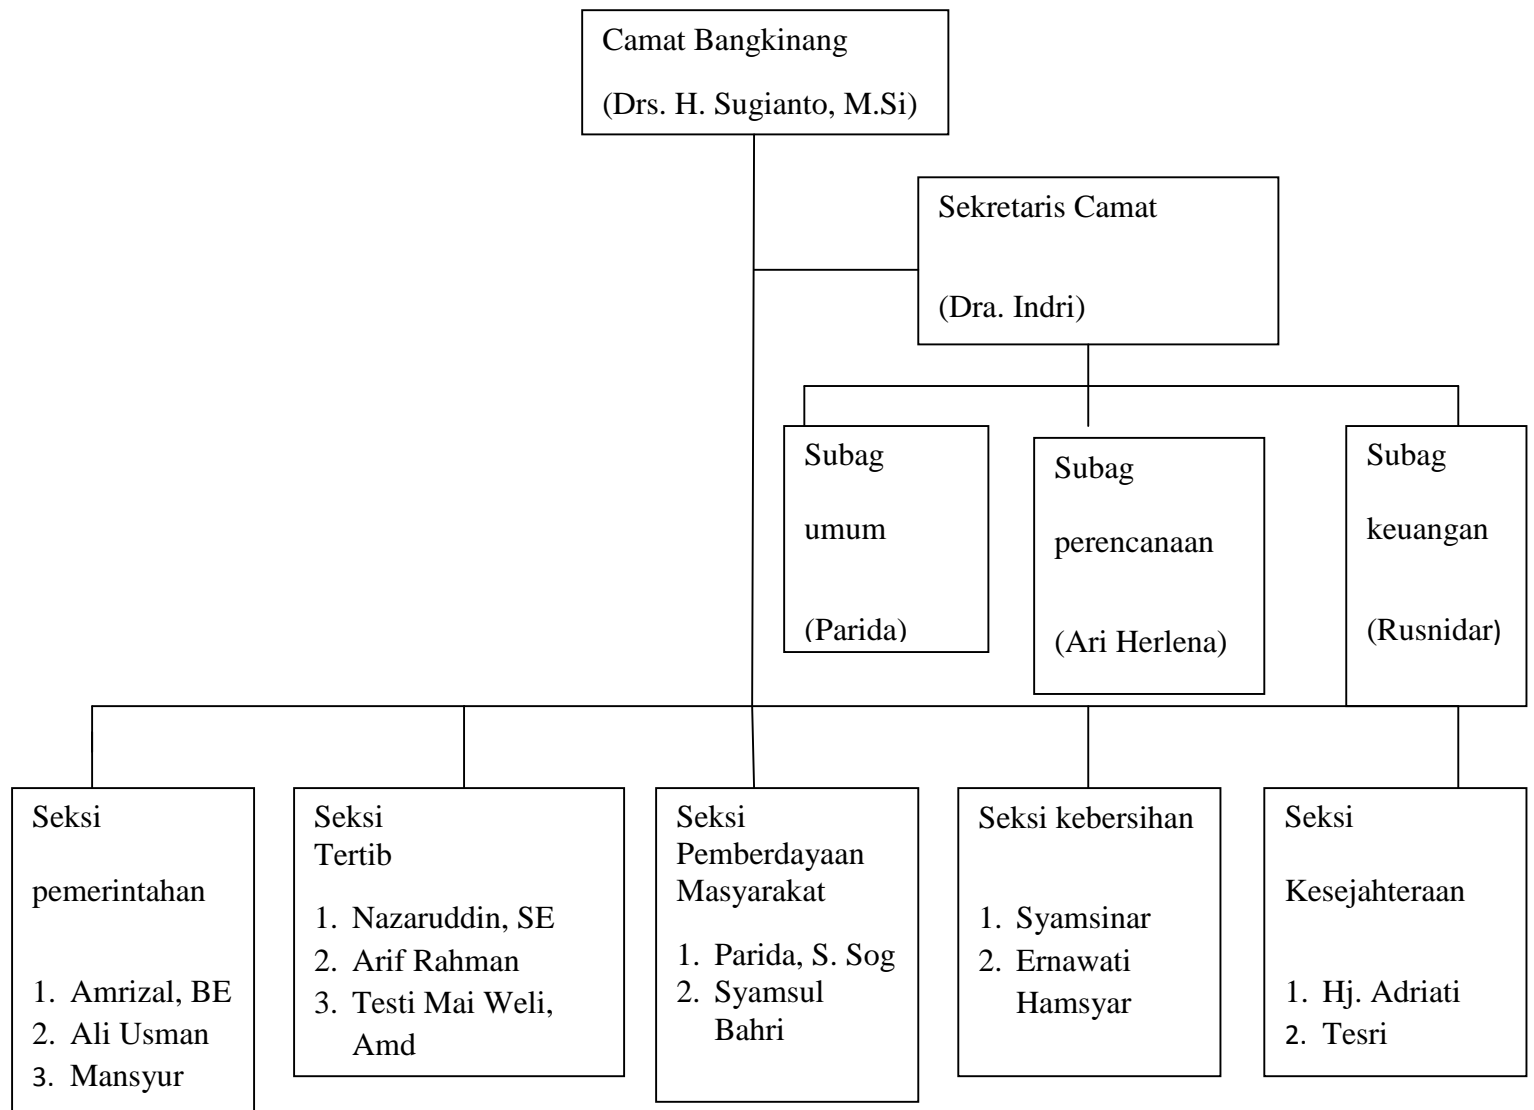 Camat Bangkinang
(Drs. H. Sugianto, M.Si)
Sekretaris Camat
(Dra. Indri)
Subag
umum
(Parida)
Subag
perencanaan
(Ari Herlena)
Subag
keuangan
(Rusnidar)
Seksi
pemerintahan
1. Amrizal, BE
2. Ali Usman
3. Mansyur
Seksi
Tertib
1. Nazaruddin, SE
2. Arif Rahman
3. Testi Mai Weli,
Amd
Seksi
Pemberdayaan
Masyarakat
1. Parida, S. Sog
2. Syamsul
Bahri
Seksi kebersihan
1. Syamsinar
2. Ernawati
Hamsyar
Seksi
Kesejahteraan
1. Hj. Adriati
2. Tesri